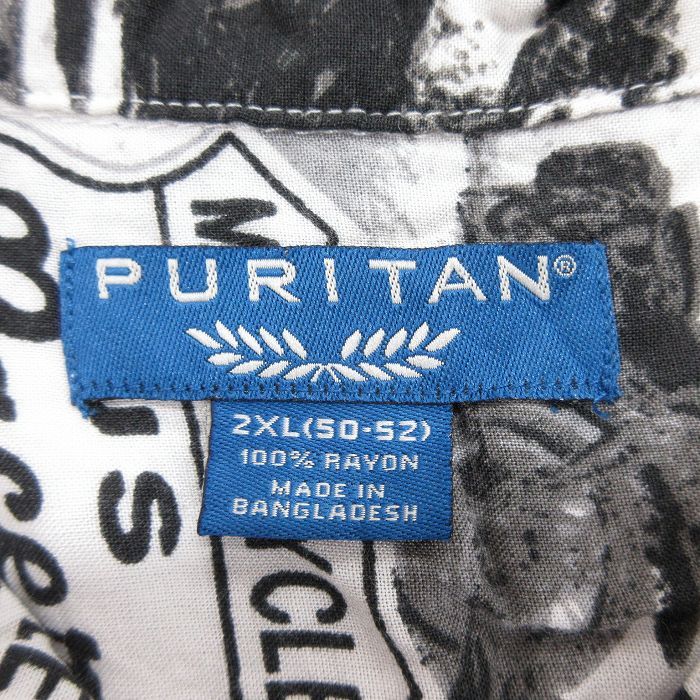 PURITAN®
2XL(50-52)
100% RAYON
MADE IN
BANGLADESH